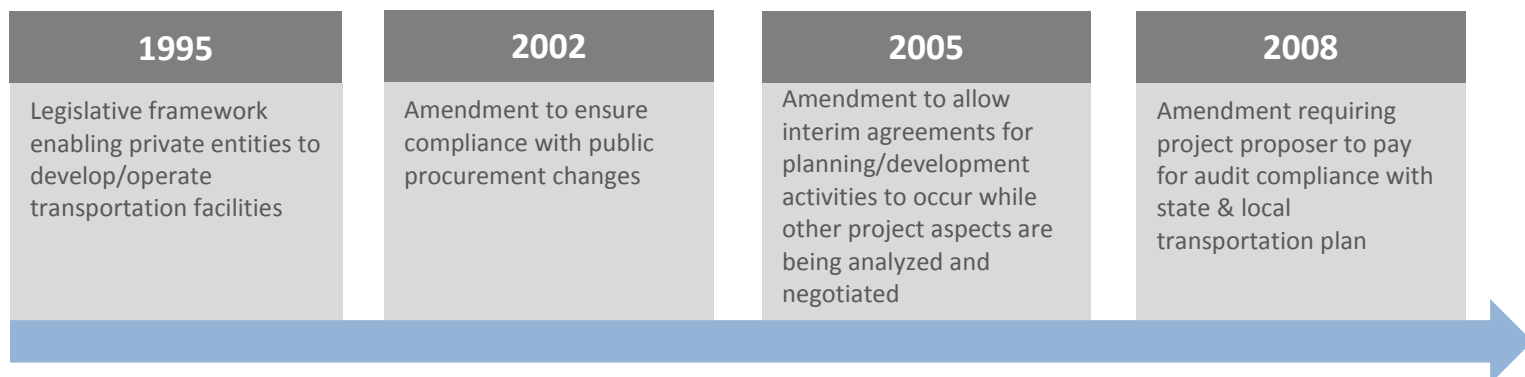 1995
Legislative framework
enabling private entities to
develop/operate
transportation facilities
2002
Amendment to ensure
compliance with public
procurement changes
2005
Amendment to allow
interim agreements for
planning/development
activities to occur while
other project aspects are
being analyzed and
negotiated
2008
Amendment requiring
project proposer to pay
for audit compliance with
state & local
transportation plan